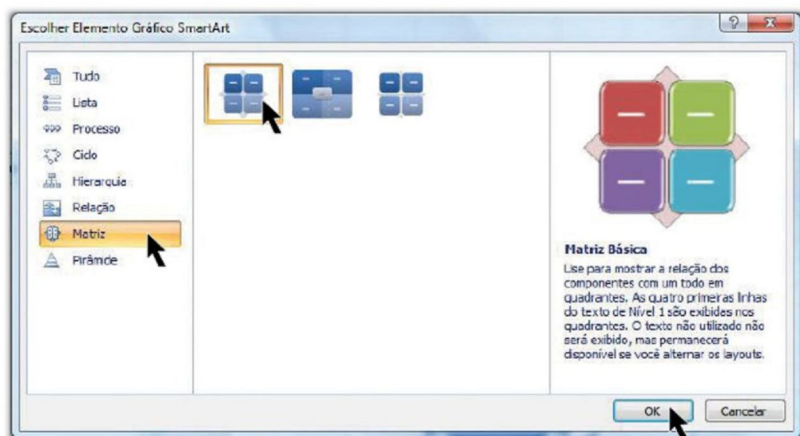 Escolher Elemento Gráfico SmartArt
Tudo
Lista
Processo
Ciclo
Hierarquia
Relação
Matriz
Pirâmide
Matriz Básica
Use para mostrar a relação dos
componentes com um todo em
quadrantes. As quatro primeiras linhas
do texto de Nível 1 são exibidas nos
quadrantes. O texto não utilizado não
será exibido, mas permanecerá
disponível se você alternar os layouts.
OK
Cancelar